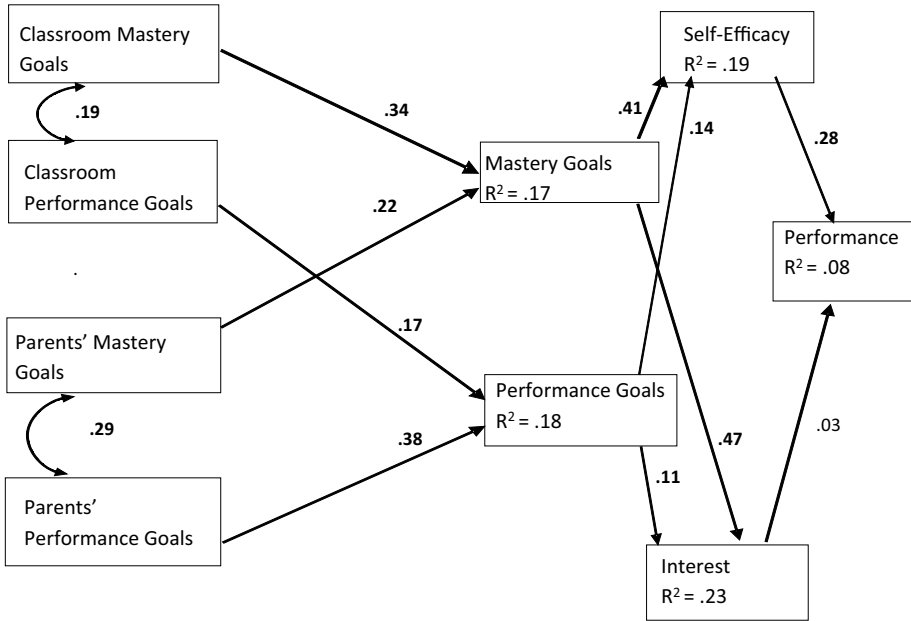 Classroom Mastery
Goals
.19
Classroom
Performance Goals
.
Parents’ Mastery
Goals
.29
Parents’
Performance Goals
.34
.22
.17
.38
Mastery Goals
R² = .17
Performance Goals
R² = .18
.41
.14
.47
.11
Self-Efficacy
R² = .19
.28
Performance
R² = .08
.03
Interest
R² = .23